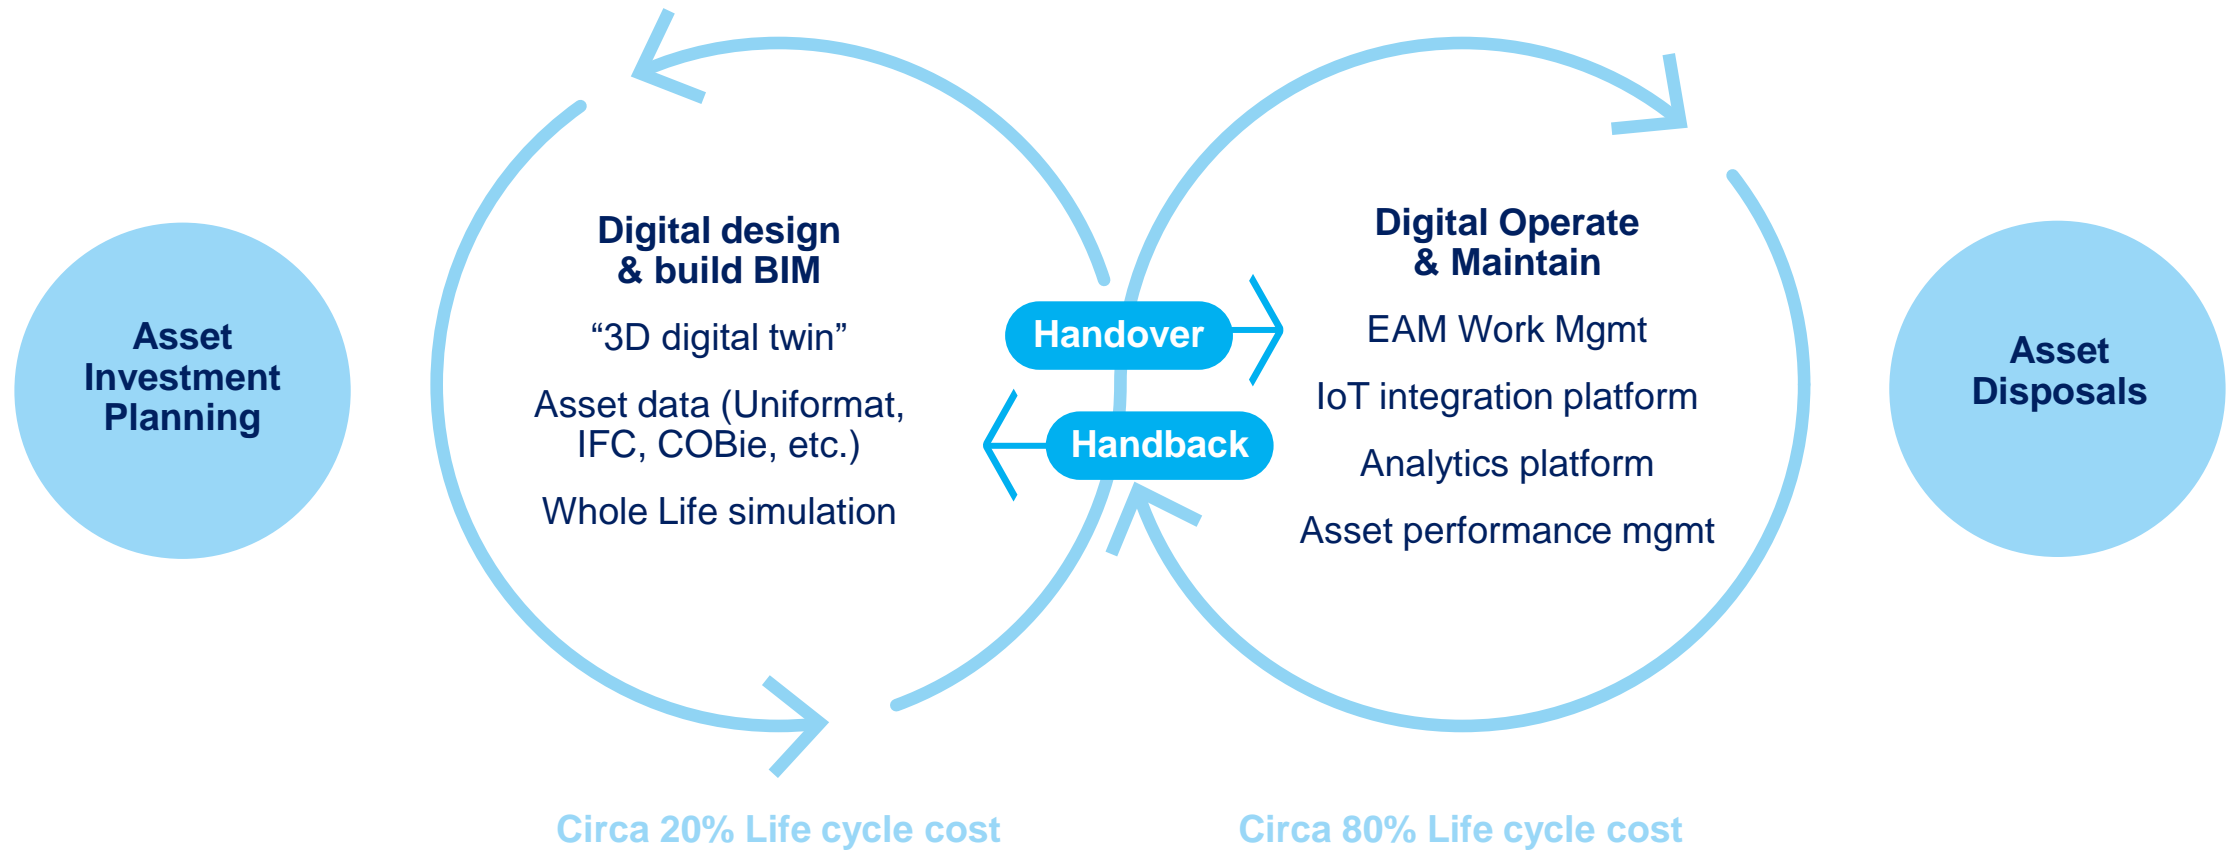 Asset
Investment
Planning
Digital design
& build BIM
“3D digital twin”
Asset data (Uniformat,
IFC, COBie, etc.)
Whole Life simulation
Handover
Handback
Digital Operate
& Maintain
EAM Work Mgmt
IoT integration platform
Analytics platform
Asset performance mgmt
Asset
Disposals
Circa 20% Life cycle cost
Circa 80% Life cycle cost